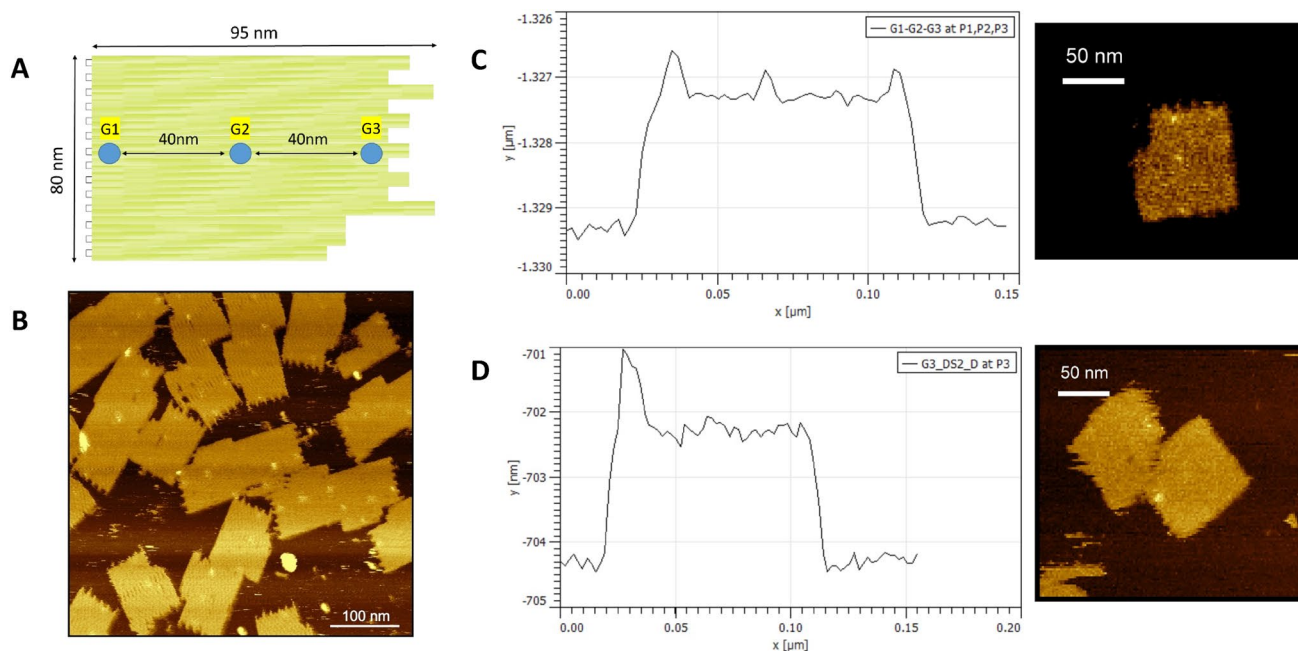 A
95 nm
80 nm
G1
G2
G3
40nm
40nm
B
100 nm
C
G1-G2-G3 at P1,P2,P3
-1.326
-1.327
-1.328
-1.329
-1.330
y [µm]
0.00
0.05
0.10
0.15
x [µm]
50 nm
D
G3_DS2_D at P3
-701
-702
-703
-704
-705
y [nm]
0.00
0.05
0.10
0.15
0.20
x [µm]
50 nm